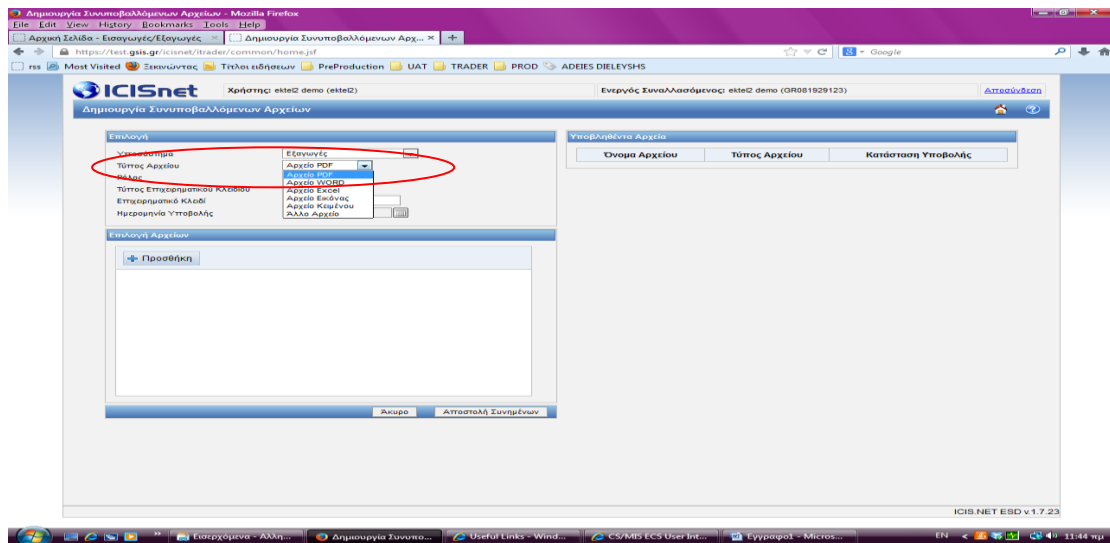 Δημιουργία Συνυποβαλλόμενων Αρχείων - Mozilla Firefox
File Edit View History Bookmarks Tools Help
Αρχική Σελίδα - Εισαγωγές/Εξαγωγές × Δημιουργία Συνυποβαλλόμενων Αρχ... × +
https://test.gsis.gr/icisnet/itrader/common/home.jsf Google
rss Most Visited Ξεκινώντας Τίτλοι ειδήσεων PreProduction UAT TRADER PROD ADEIES DIELEYSHS
ICISnet Χρήστης: ektel2 demo (ektel2) Ενεργός Συναλλασόμενος: ektel2 demo (GR081929123) Αποσύνδεση
Δημιουργία Συνυποβαλλόμενων Αρχείων
Επιλογή Υποβληθέντα Αρχεία
Υποσύστημα Εξαγωγές Όνομα Αρχείου Τύπος Αρχείου Κατάσταση Υποβολής
Τύπος Αρχείου Αρχείο PDF
Ρόλος Αρχείο PDF
Αρχείο WORD
Τύπος Επιχειρηματικού Κλειδιού Αρχείο Excel
Επιχειρηματικό Κλειδί Αρχείο Εικόνας
Αρχείο Κειμένου
Ημερομηνία Υποβολής Άλλο Αρχείο
Επιλογή Αρχείων
Προσθήκη
Άκυρο Αποστολή Συνημένων
ICIS.NET ESD v.1.7.23
Εισερχόμενα - Αλλη... Δημιουργία Συνυπο... Useful Links - Wind... CS/MIS ECS User Int... Έγγραφο1 - Micros... EN 11:44 πμ